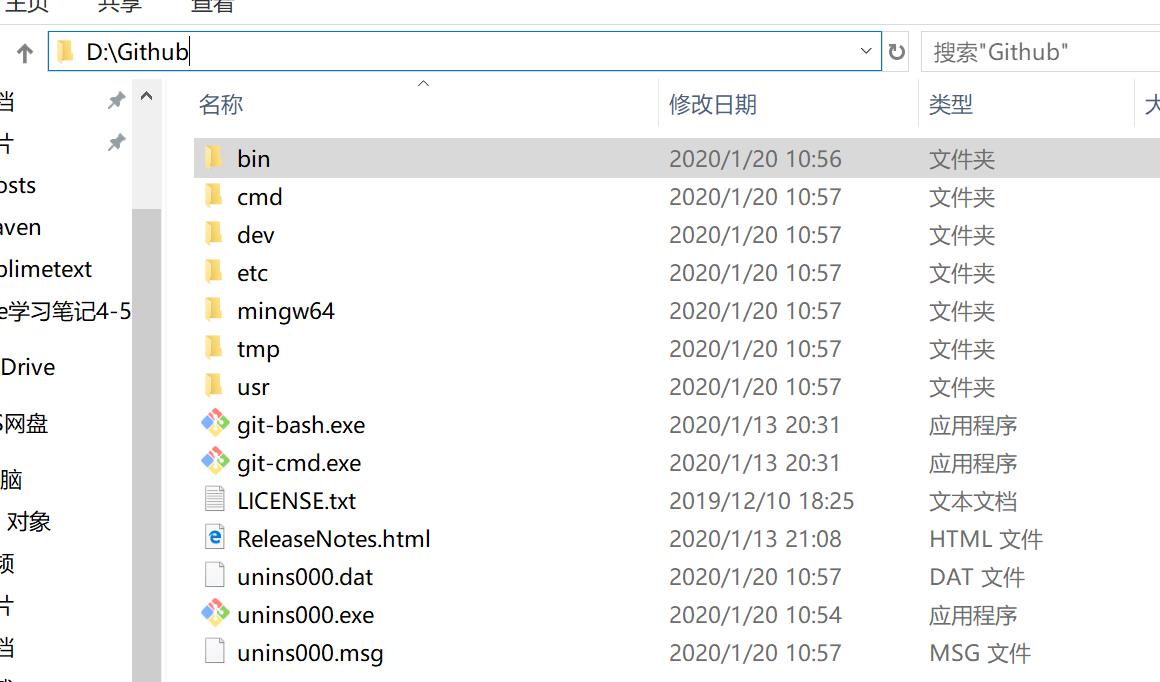 主页 共享 查看
D:\Github 搜索"Github"
名称 修改日期 类型
bin 2020/1/20 10:56 文件夹
cmd 2020/1/20 10:57 文件夹
dev 2020/1/20 10:57 文件夹
etc 2020/1/20 10:57 文件夹
mingw64 2020/1/20 10:57 文件夹
tmp 2020/1/20 10:57 文件夹
usr 2020/1/20 10:57 文件夹
git-bash.exe 2020/1/13 20:31 应用程序
git-cmd.exe 2020/1/13 20:31 应用程序
LICENSE.txt 2019/12/10 18:25 文本文档
ReleaseNotes.html 2020/1/13 21:08 HTML 文件
unins000.dat 2020/1/20 10:57 DAT 文件
unins000.exe 2020/1/20 10:54 应用程序
unins000.msg 2020/1/20 10:57 MSG 文件
档
片
osts
aven
blimetext
e学习笔记4-5
Drive
网盘
脑
对象
频
片
档